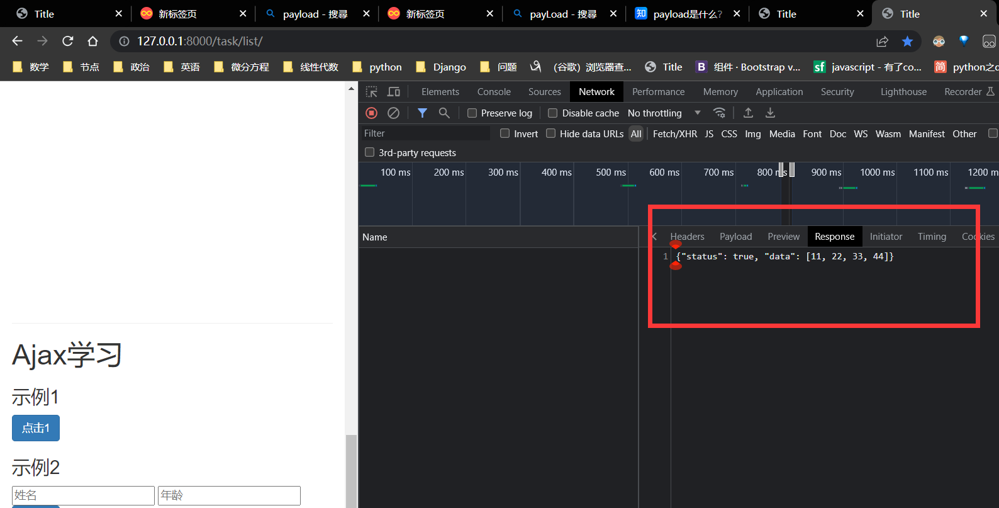 Title
新标签页
payload - 搜尋
新标签页
payLoad - 搜尋
知 payload是什么?
Title
Title
127.0.0.1:8000/task/list/
数学 节点 政治 英语 微分方程 线性代数 python Django 问题 (谷歌) 浏览器查... Title B 组件 · Bootstrap v... sf javascript - 有了co... 简 python之
Elements Console Sources Network Performance Memory Application Security Lighthouse Recorder
Preserve log Disable cache No throttling
Filter Invert Hide data URLs All Fetch/XHR JS CSS Img Media Font Doc WS Wasm Manifest Other
3rd-party requests
100 ms 200 ms 300 ms 400 ms 500 ms 600 ms 700 ms 800 ms 900 ms 1000 ms 1100 ms 1200 m
Name
Headers Payload Preview Response Initiator Timing Cookies
1 {"status": true, "data": [11, 22, 33, 44]}
Ajax学习
示例1
点击1
示例2
姓名 年龄